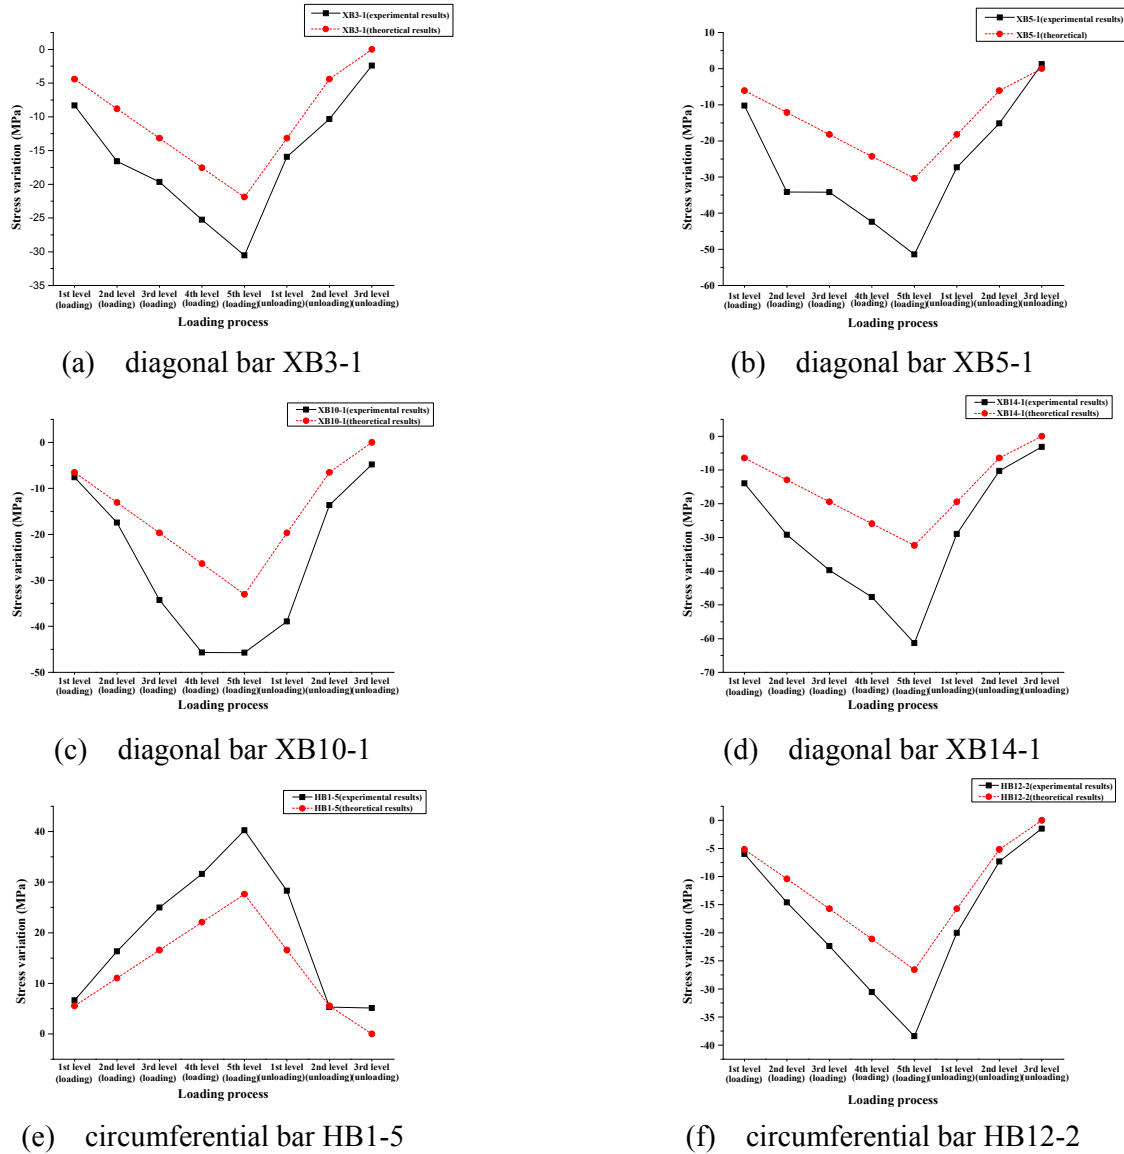 XB3-1(experimental results)
XB3-1(theoretical results)
0
-5
-10
-15
-20
-25
-30
-35
Stress variation (MPa)
1st level 2nd level 3rd level 4th level 5th level 1st level 2nd level 3rd level
(loading) (loading) (loading) (loading) (loading) (unloading) (unloading) (unloading)
Loading process
(a) diagonal bar XB3-1
XB5-1(experimental results)
XB5-1(theoretical)
10
0
-10
-20
-30
-40
-50
-60
Stress variation (MPa)
1st level 2nd level 3rd level 4th level 5th level 1st level 2nd level 3rd level
(loading) (loading) (loading) (loading) (loading) (unloading) (unloading) (unloading)
Loading process
(b) diagonal bar XB5-1
XB10-1(experimental results)
XB10-1(theoretical results)
0
-10
-20
-30
-40
-50
Stress variation (MPa)
1st level 2nd level 3rd level 4th level 5th level 1st level 2nd level 3rd level
(loading) (loading) (loading) (loading) (loading) (unloading) (unloading) (unloading)
Loading process
(c) diagonal bar XB10-1
XB14-1(experimental results)
XB14-1(theoretical results)
0
-10
-20
-30
-40
-50
-60
-70
Stress variation (MPa)
1st level 2nd level 3rd level 4th level 5th level 1st level 2nd level 3rd level
(loading) (loading) (loading) (loading) (loading) (unloading) (unloading) (unloading)
Loading process
(d) diagonal bar XB14-1
HB1-5(experimental results)
HB1-5(theoretical results)
40
30
20
10
0
Stress variation (MPa)
1st level 2nd level 3rd level 4th level 5th level 1st level 2nd level 3rd level
(loading) (loading) (loading) (loading) (loading) (unloading) (unloading) (unloading)
Loading process
(e) circumferential bar HB1-5
HB12-2(experimental results)
HB12-2(theoretical results)
0
-5
-10
-15
-20
-25
-30
-35
-40
Stress variation (MPa)
1st level 2nd level 3rd level 4th level 5th level 1st level 2nd level 3rd level
(loading) (loading) (loading) (loading) (loading) (unloading) (unloading) (unloading)
Loading process
(f) circumferential bar HB12-2